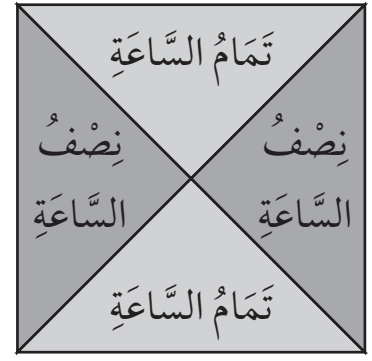 تَمَامُ السَّاعَةِ
نِصْفُ
السَّاعَةِ
نِصْفُ
السَّاعَةِ
تَمَامُ السَّاعَةِ